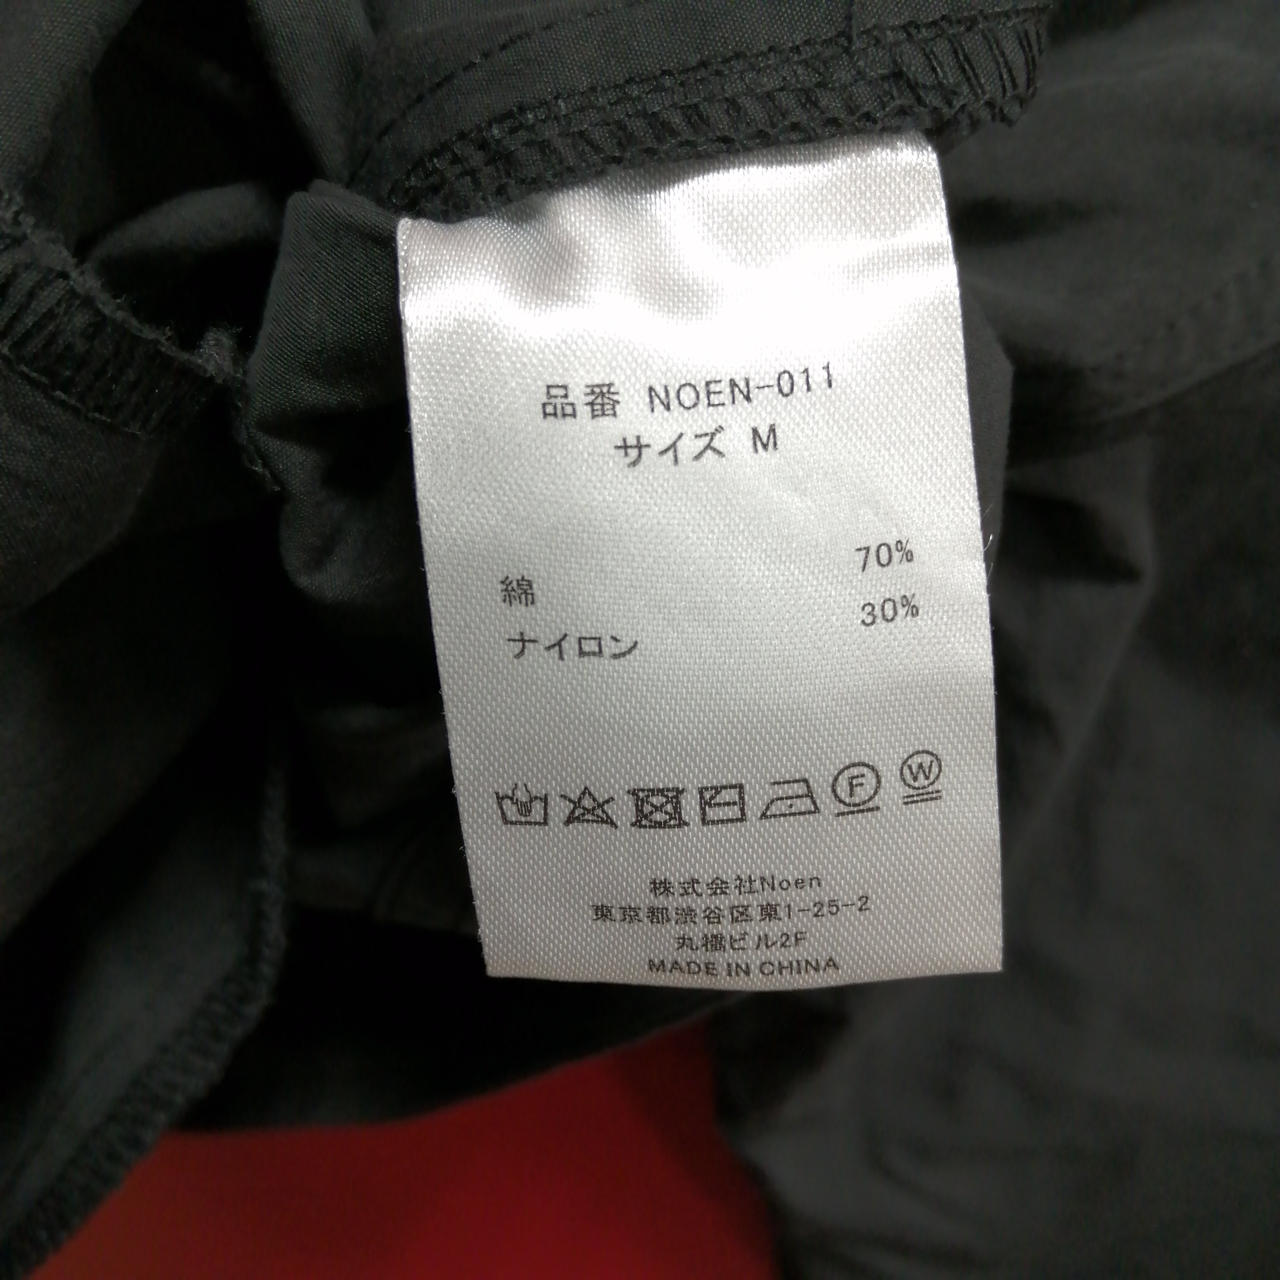 品番 NOEN-011
サイズ M
綿 70%
ナイロン 30%
F W
株式会社Noen
東京都渋谷区東1-25-2
丸橋ビル2F
MADE IN CHINA